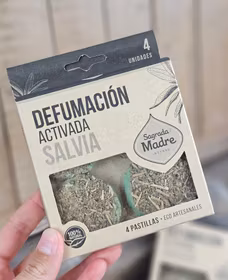 4
UNIDADES
DEFUMACIÓN
ACTIVADA
SALVIA
Sagrada
Madre
4 PASTILLAS • ECO ARTESANALES
100%